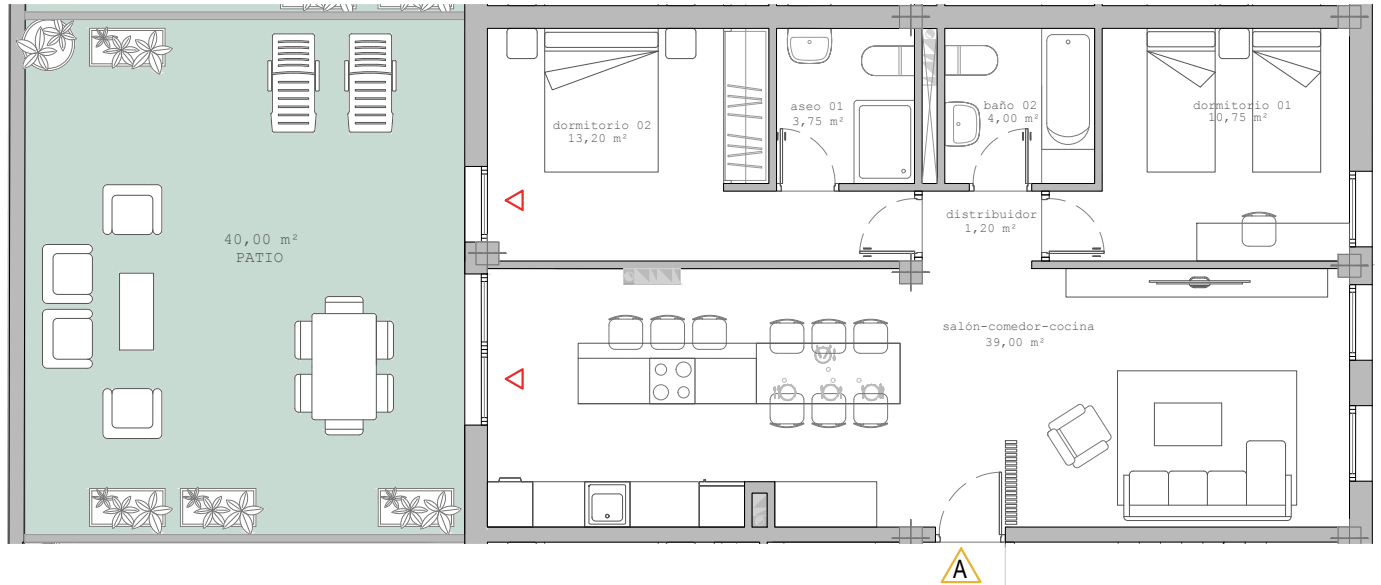 aseo 01
3,75 m²
baño 02
4,00 m²
dormitorio 01
10,75 m²
dormitorio 02
13,20 m²
distribuidor
1,20 m²
40,00 m²
PATIO
salón-comedor-cocina
39,00 m²
A